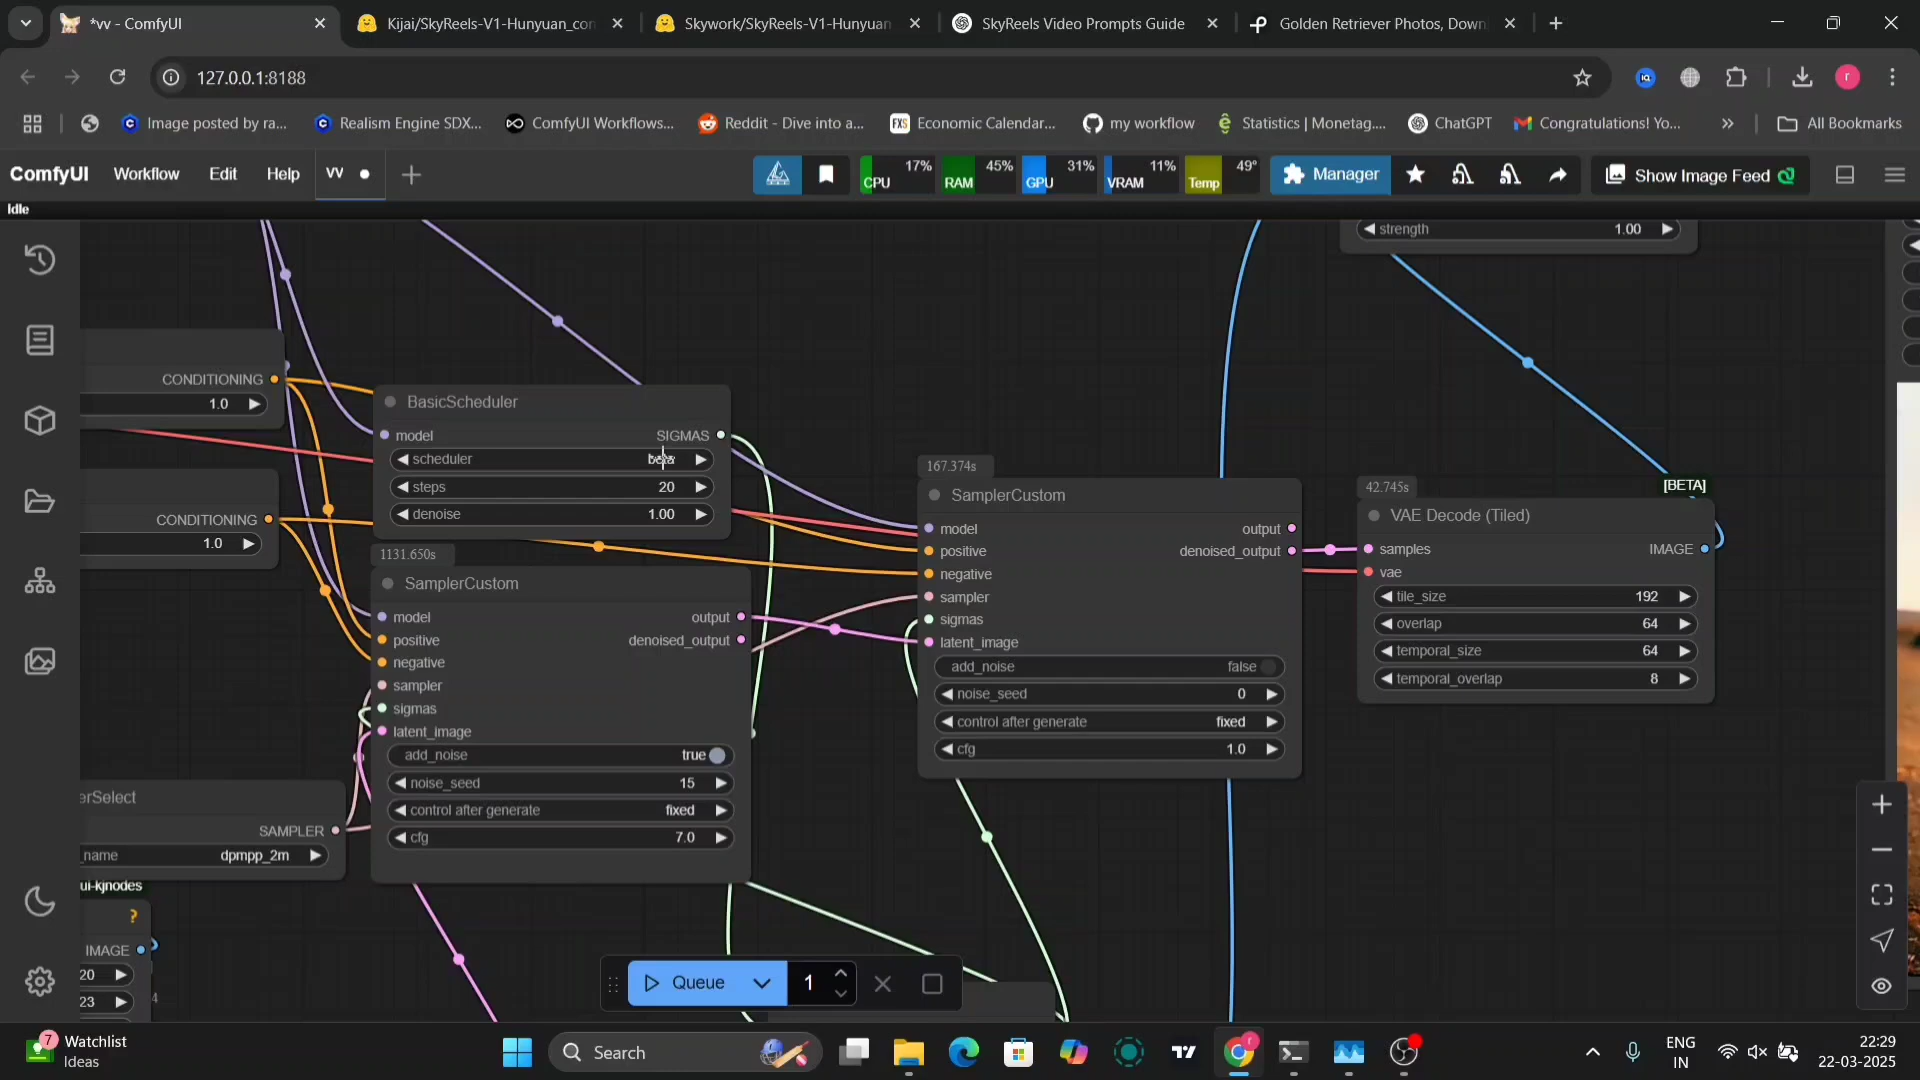 *vv - ComfyUI
Kijai/SkyReels-V1-Hunyuan_con
Skywork/SkyReels-V1-Hunyuan
SkyReels Video Prompts Guide
Golden Retriever Photos, Down
127.0.0.1:8188
Image posted by ra...
Realism Engine SDX...
ComfyUI Workflows...
Reddit - Dive into a...
FXS
Economic Calendar...
my workflow
Statistics | Monetag....
ChatGPT
Congratulations! Yo...
All Bookmarks
ComfyUI
Workflow
Edit
Help
vv
CPU 17%
RAM 45%
GPU 31%
VRAM 11%
Temp 49°
Manager
Show Image Feed
Idle
strength 1.00
CONDITIONING
1.0
CONDITIONING
1.0
BasicScheduler
model SIGMAS
scheduler beta
steps 20
denoise 1.00
1131.650s
SamplerCustom
model output
positive denoised_output
negative
sampler
sigmas
latent_image
add_noise true
noise_seed 15
control after generate fixed
cfg 7.0
erSelect
SAMPLER
_name dpmpp_2m
ui-kjnodes
?
IMAGE
20
23
4
167.374s
SamplerCustom
model output
positive denoised_output
negative
sampler
sigmas
latent_image
add_noise false
noise_seed 0
control after generate fixed
cfg 1.0
42.745s
[BETA]
VAE Decode (Tiled)
samples IMAGE
vae
tile_size 192
overlap 64
temporal_size 64
temporal_overlap 8
Queue
1
7
Watchlist
Ideas
Search
ENG
IN
22:29
22-03-2025